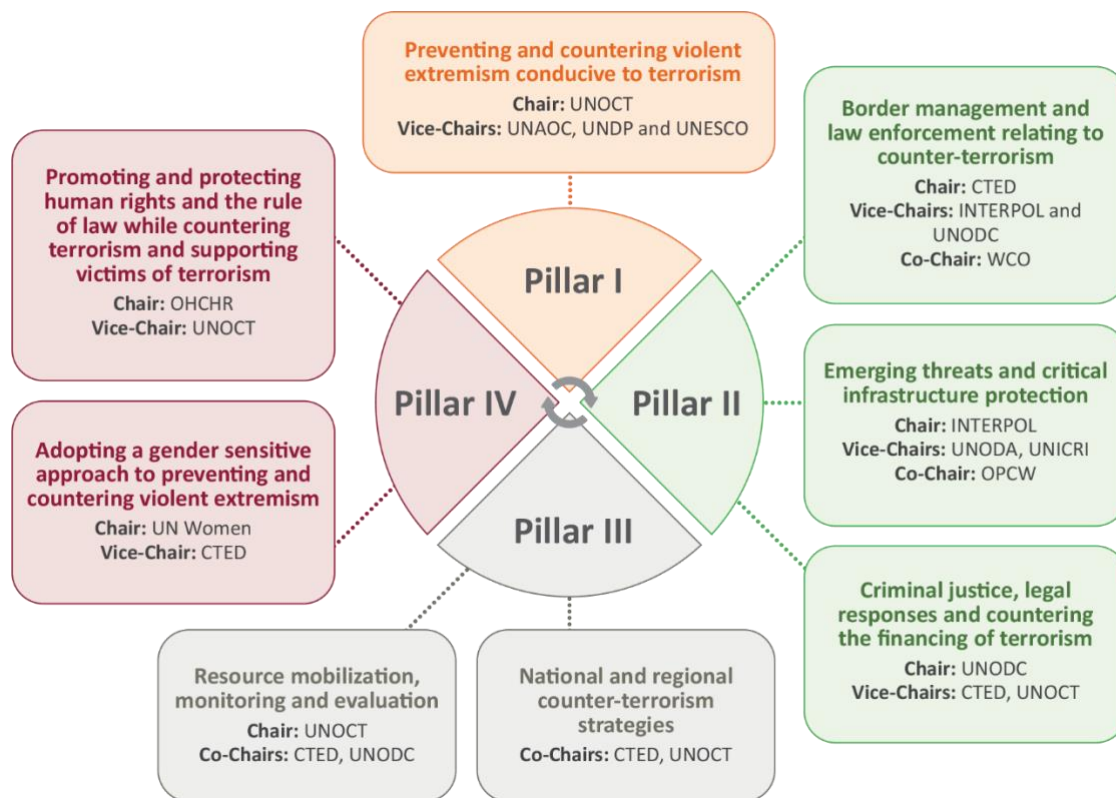 Preventing and countering violent
extremism conducive to terrorism
Chair: UNOCT
Vice-Chairs: UNAOC, UNDP and UNESCO
Border management and
law enforcement relating to
counter-terrorism
Chair: CTED
Vice-Chairs: INTERPOL and
UNODC
Co-Chair: WCO
Promoting and protecting
human rights and the rule
of law while countering
terrorism and supporting
victims of terrorism
Chair: OHCHR
Vice-Chair: UNOCT
Pillar I
Pillar IV
Pillar II
Pillar III
Emerging threats and critical
infrastructure protection
Chair: INTERPOL
Vice-Chairs: UNODA, UNICRI
Co-Chair: OPCW
Adopting a gender sensitive
approach to preventing and
countering violent extremism
Chair: UN Women
Vice-Chair: CTED
Criminal justice, legal
responses and countering
the financing of terrorism
Chair: UNODC
Vice-Chairs: CTED, UNOCT
Resource mobilization,
monitoring and evaluation
Chair: UNOCT
Co-Chairs: CTED, UNODC
National and regional
counter-terrorism
strategies
Co-Chairs: CTED, UNOCT